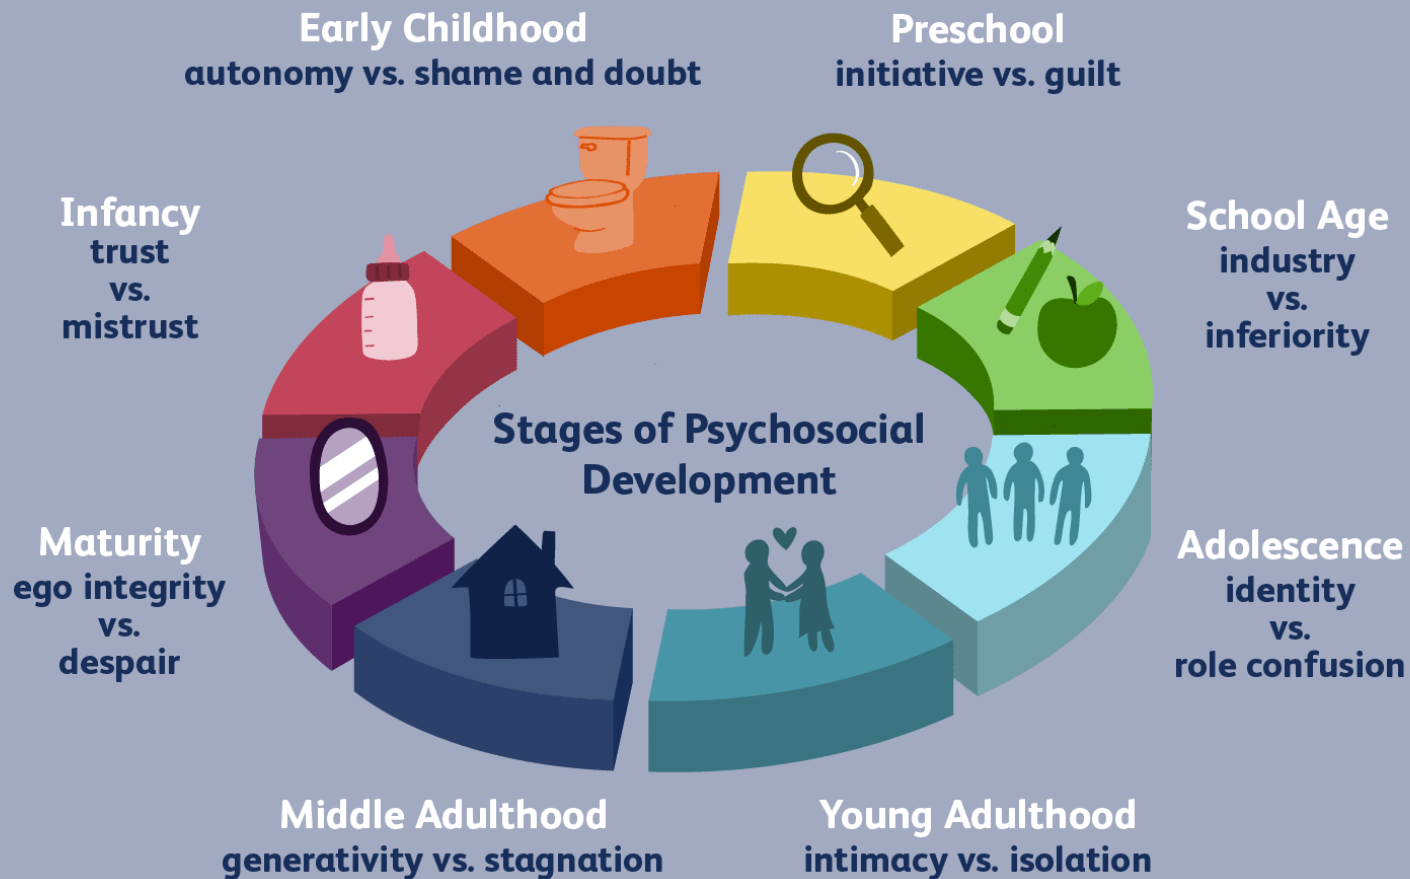 Early Childhood
autonomy vs. shame and doubt
Preschool
initiative vs. guilt
Infancy
trust
vs.
mistrust
School Age
industry
vs.
inferiority
Stages of Psychosocial
Development
Maturity
ego integrity
vs.
despair
Adolescence
identity
vs.
role confusion
Middle Adulthood
generativity vs. stagnation
Young Adulthood
intimacy vs. isolation